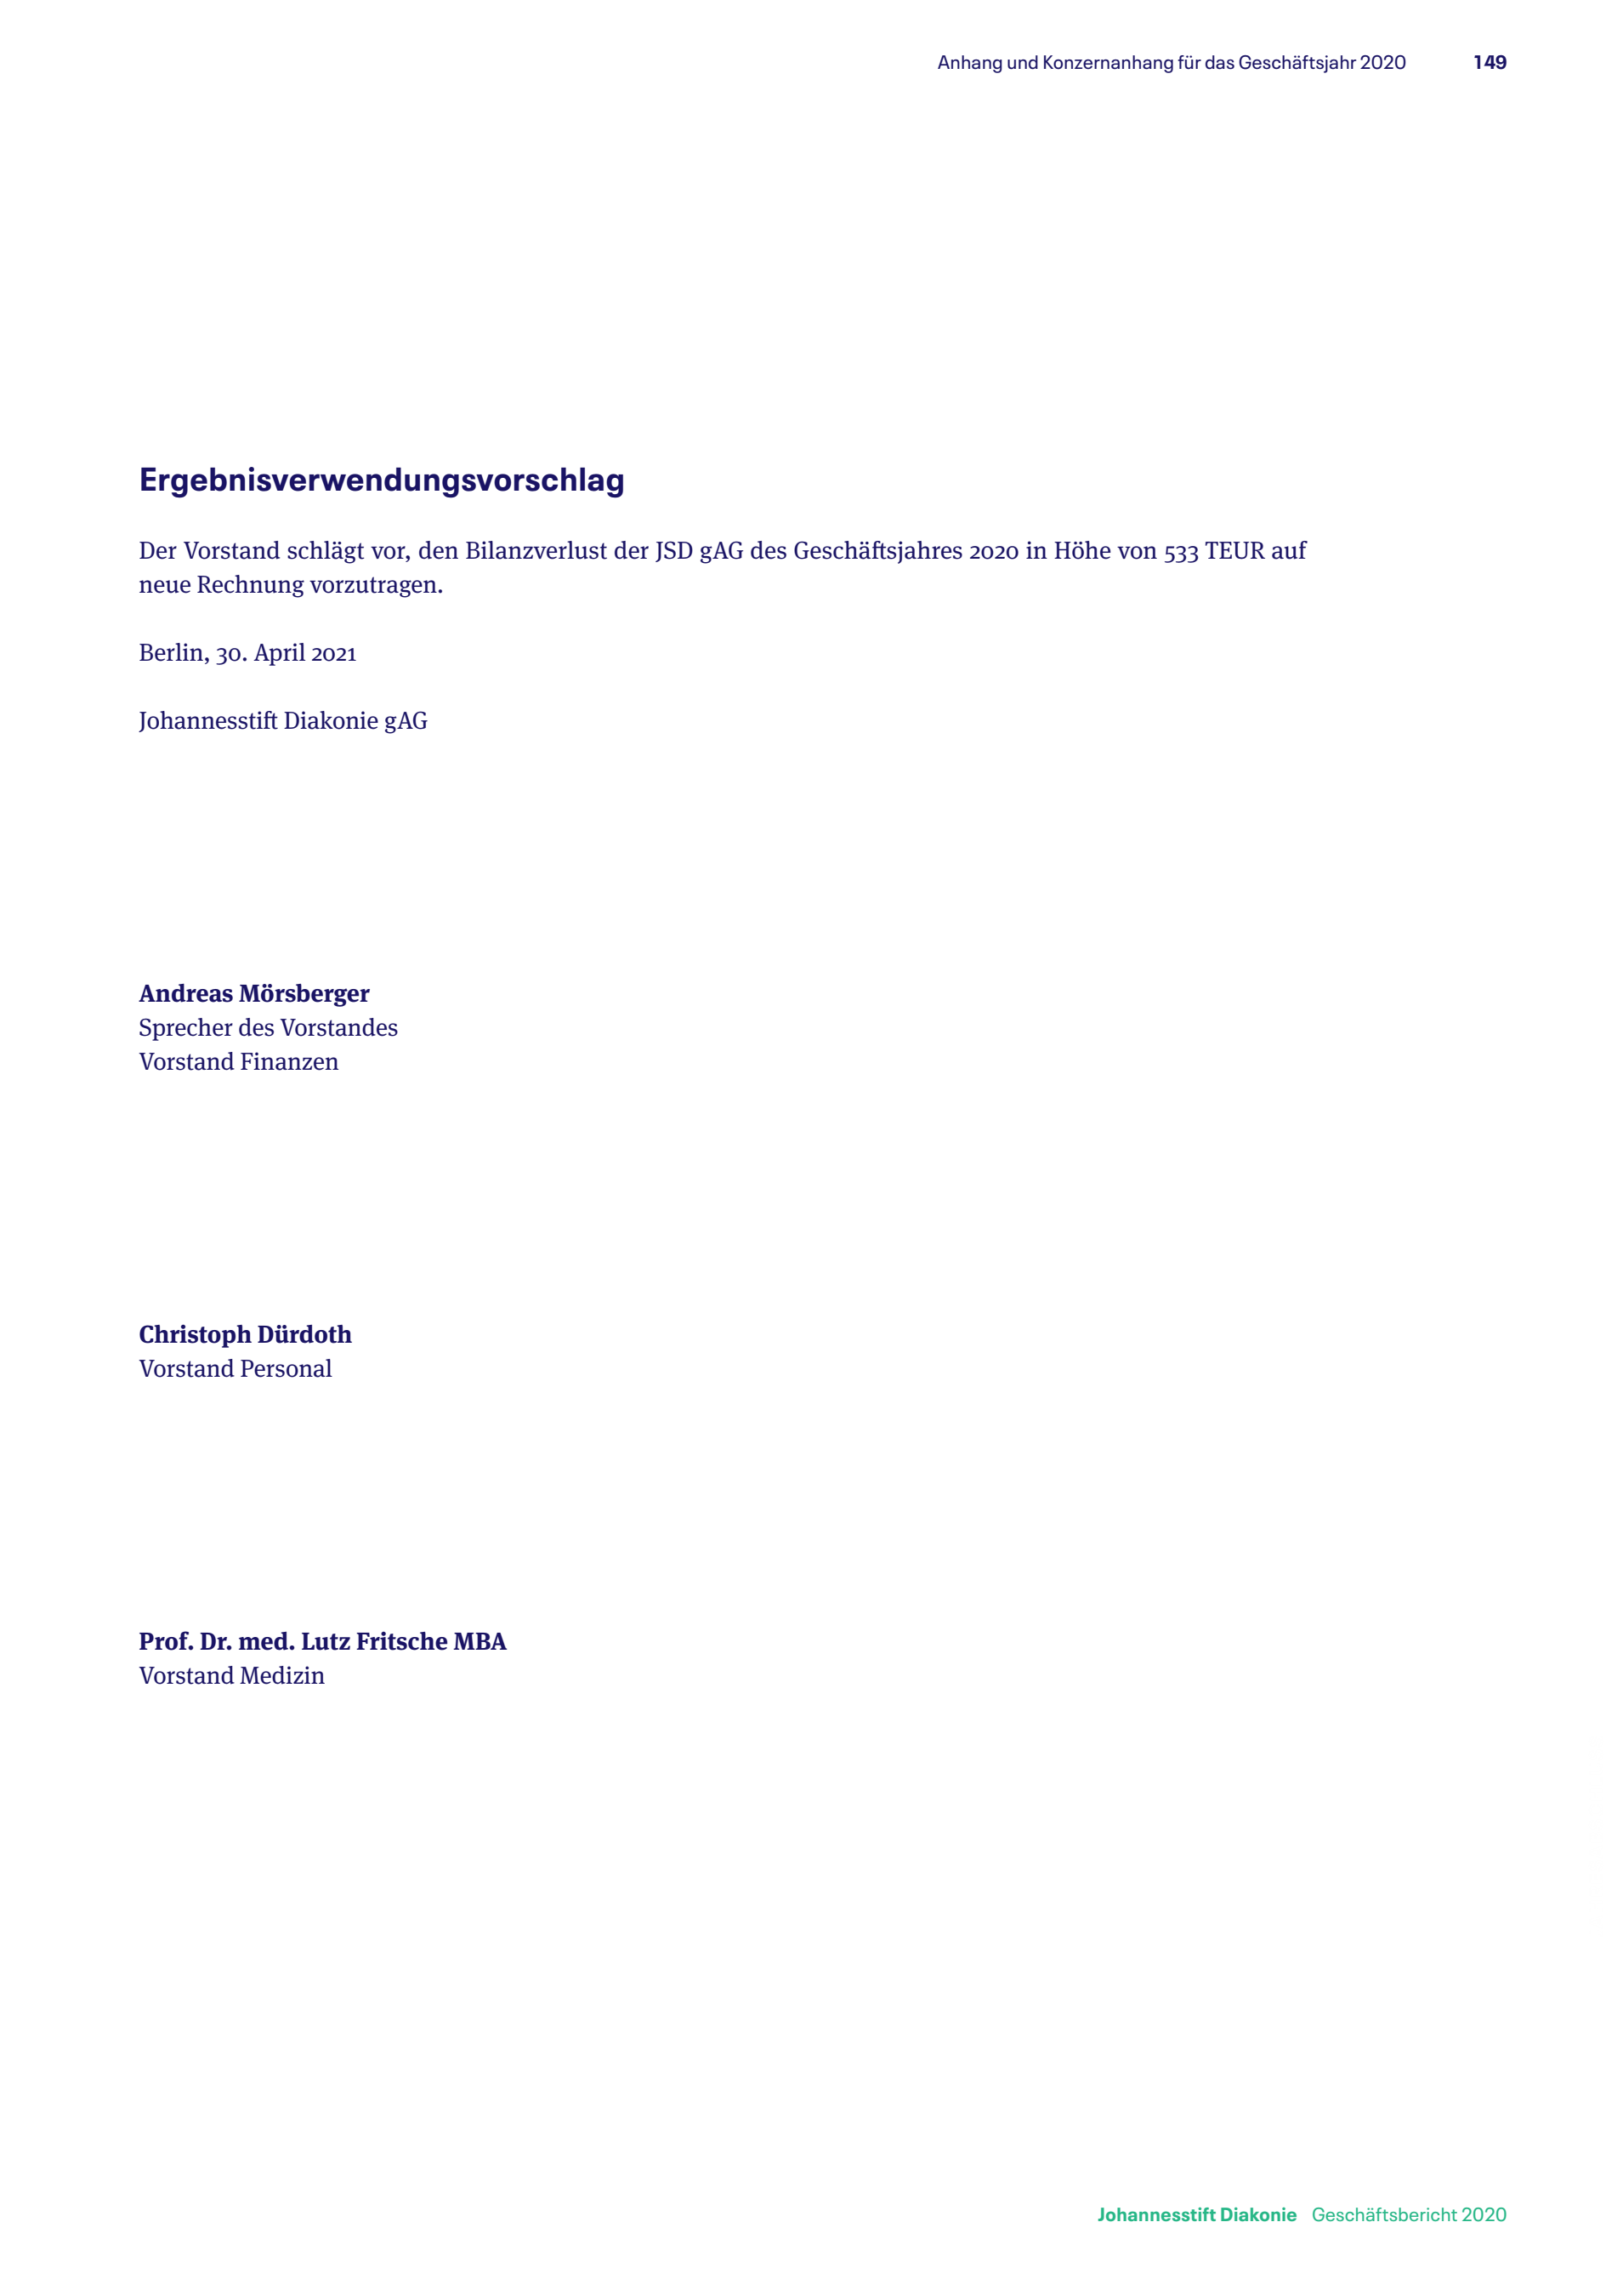 Anhang und Konzernanhang für das Geschäftsjahr 2020 149
Ergebnisverwendungsvorschlag
Der Vorstand schlägt vor, den Bilanzverlust der JSD gAG des Geschäftsjahres 2020 in Höhe von 533 TEUR auf
neue Rechnung vorzutragen.
Berlin, 30. April 2021
Johannesstift Diakonie gAG
Andreas Mörsberger
Sprecher des Vorstandes
Vorstand Finanzen
Christoph Dürdoth
Vorstand Personal
Prof. Dr. med. Lutz Fritsche MBA
Vorstand Medizin
Johannesstift Diakonie Geschäftsbericht 2020